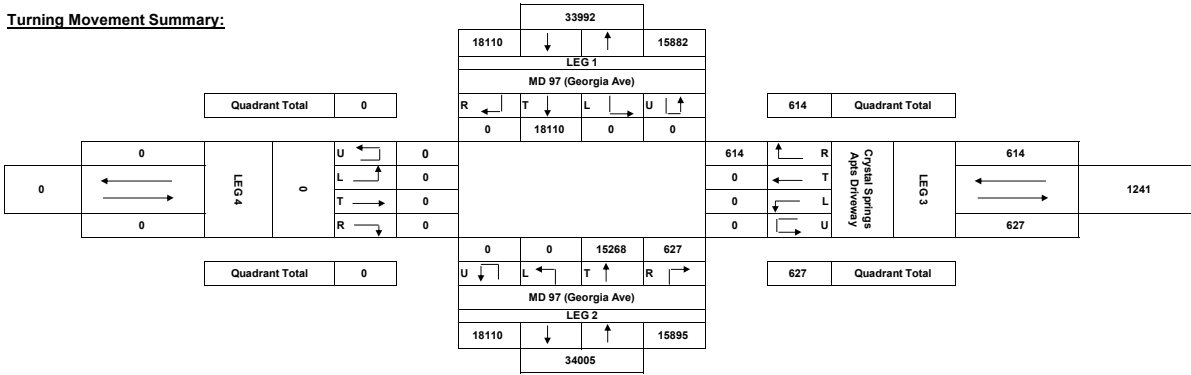 Turning Movement Summary:
33992
18110 15882
LEG 1
MD 97 (Georgia Ave)
Quadrant Total 0
R T L U
614 Quadrant Total
0 18110 0 0
0 U 0 614 R 614
0 LEG 4 0 L 0 0 T Crystal Springs Apts Driveway LEG 3 1241
T 0 0 L
0 R 0 0 U 627
0 0 15268 627
Quadrant Total 0
U L T R
627 Quadrant Total
MD 97 (Georgia Ave)
LEG 2
18110 15895
34005